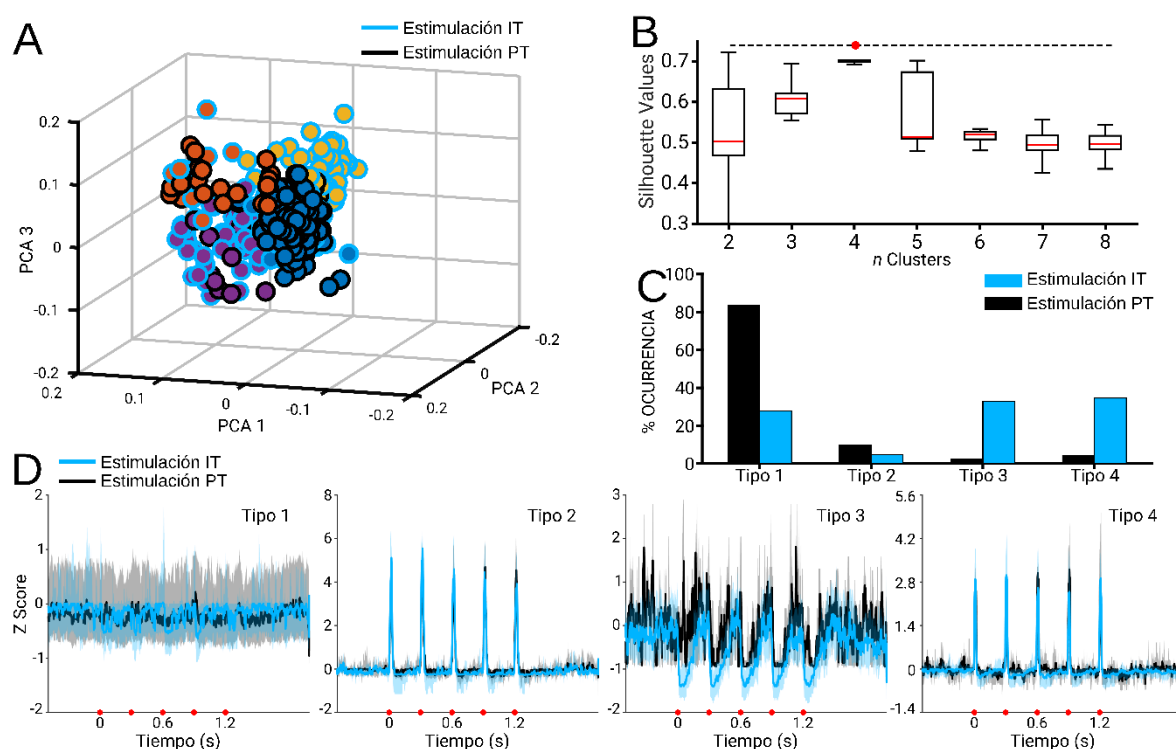 A
Estimulación IT
Estimulación PT
0.2
0.1
0
-0.1
-0.2
PCA 3
0.2
0.1
0
-0.1
-0.2
PCA 1
0.2
0
-0.2
PCA 2
B
Silhouette Values
0.7
0.6
0.5
0.4
0.3
2 3 4 5 6 7 8
n Clusters
C
Estimulación IT
Estimulación PT
% OCURRENCIA
100
80
60
40
20
0
Tipo 1 Tipo 2 Tipo 3 Tipo 4
D
Estimulación IT
Estimulación PT
Z Score
Tipo 1
2
1
0
-1
-2
0 0.6 1.2
Tiempo (s)
Tipo 2
8
6
4
2
0
-2
0 0.6 1.2
Tiempo (s)
Tipo 3
3
2
1
0
-1
-2
0 0.6 1.2
Tiempo (s)
Tipo 4
5.6
4.2
2.8
1.4
0
-1.4
0 0.6 1.2
Tiempo (s)